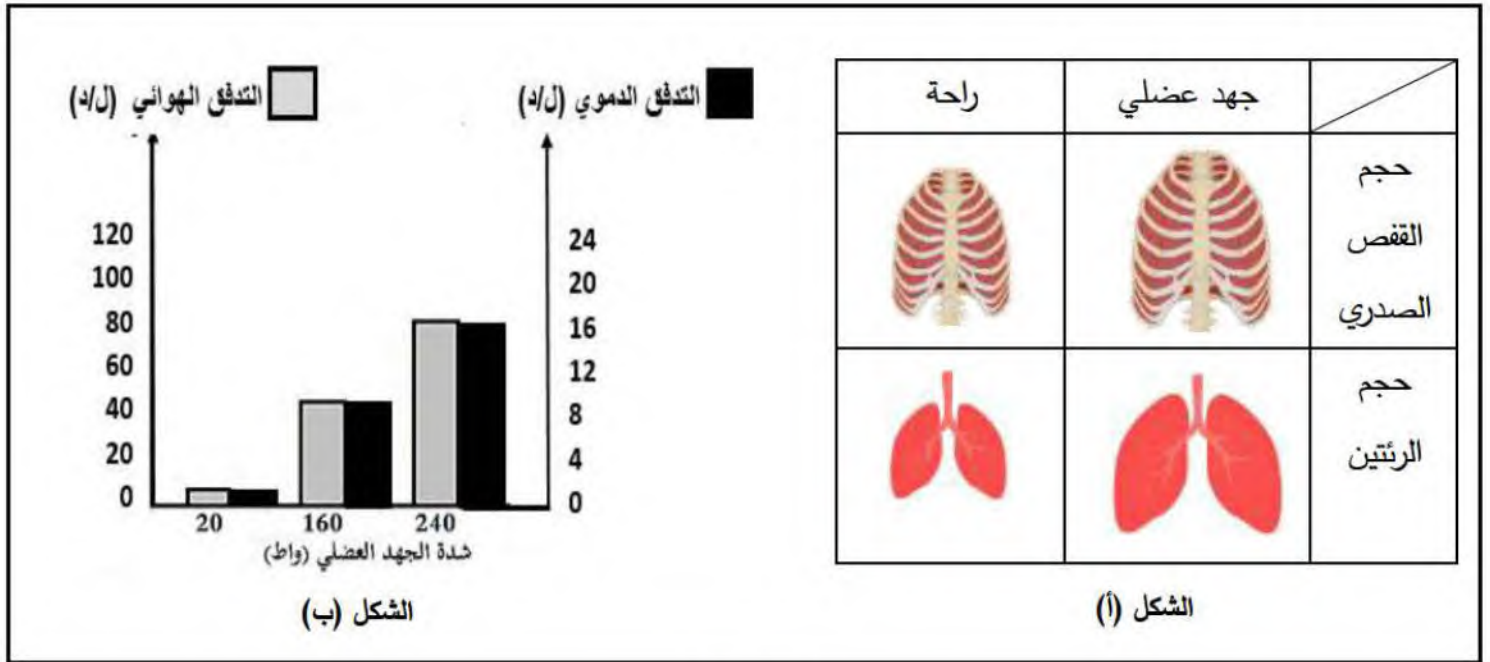 جهد عضلي
راحة
حجم
القفص
الصدري
حجم
الرئتين
الشكل (أ)
التدفق الدموي (ل/د)
التدفق الهوائي (ل/د)
24
20
16
12
8
4
0
120
100
80
60
40
20
0
20 160 240
شدة الجهد العضلي (واط)
الشكل (ب)